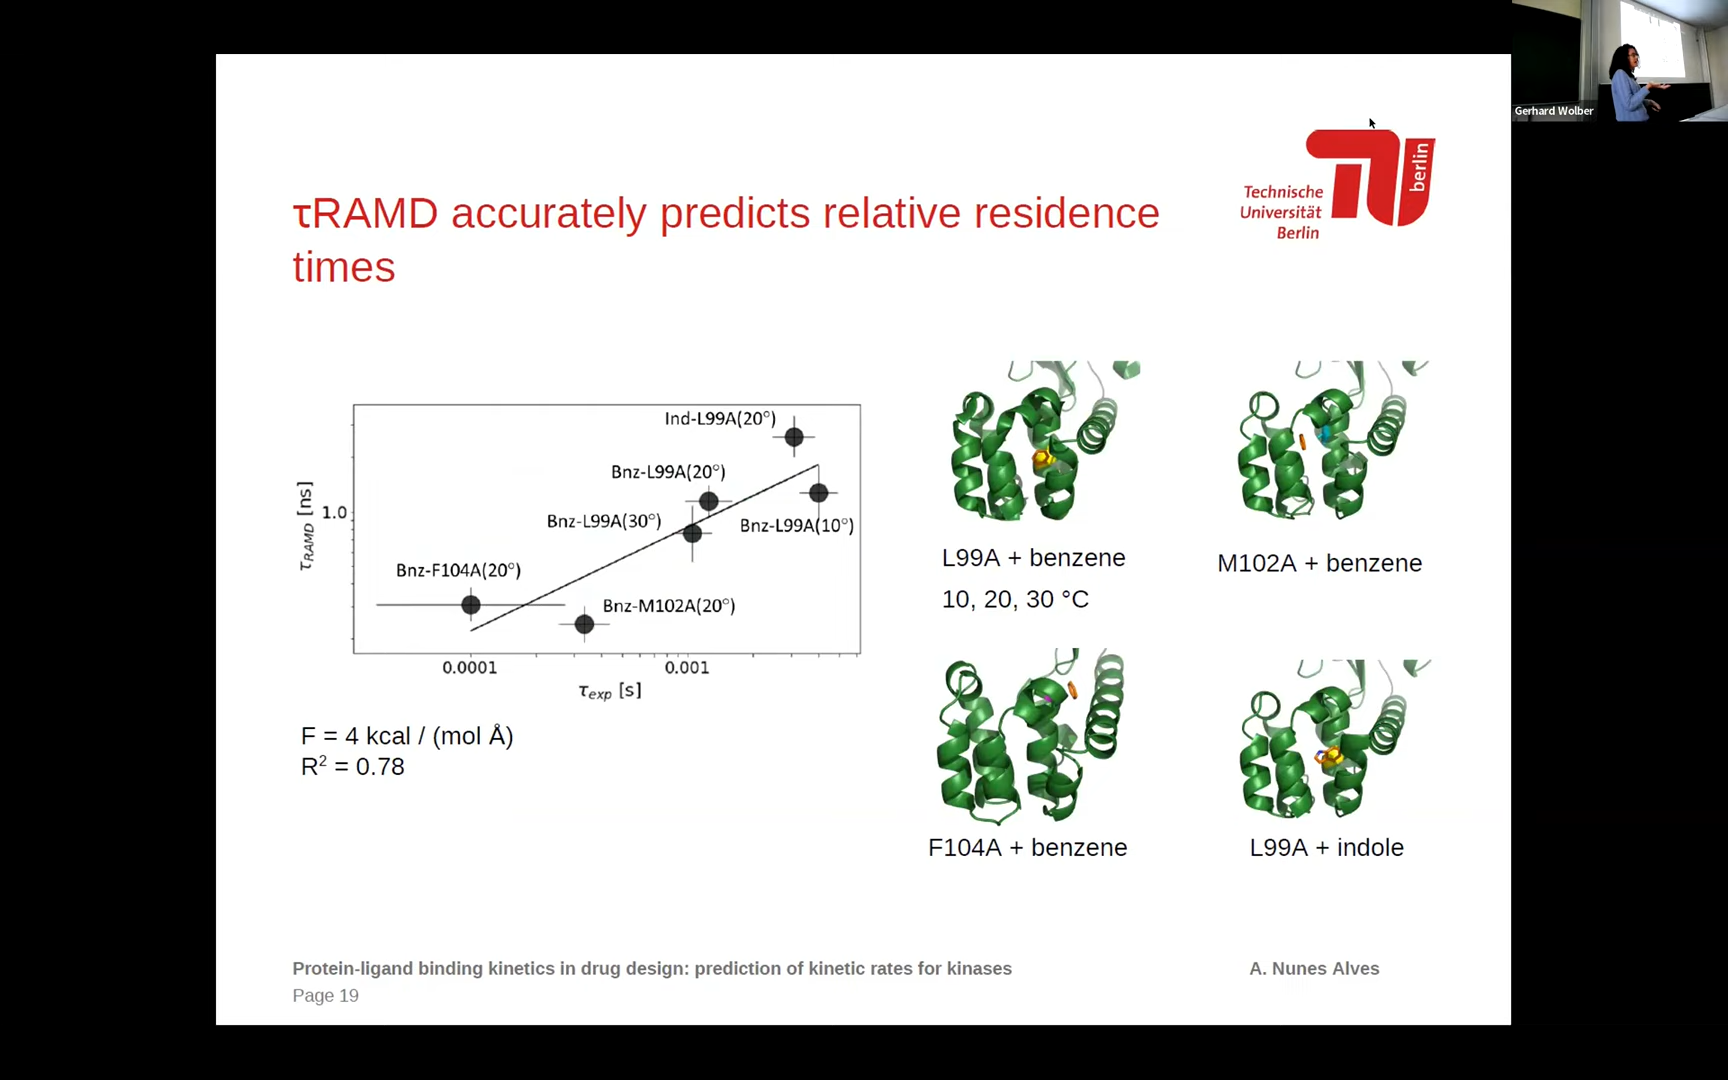 Gerhard Wolber
berlin
Technische
Universität
Berlin
τRAMD accurately predicts relative residence
times
Ind-L99A(20°)
Bnz-L99A(20°)
Bnz-L99A(30°)
Bnz-L99A(10°)
Bnz-F104A(20°)
Bnz-M102A(20°)
τRAMD [ns]
1.0
0.0001
0.001
τexp [s]
F = 4 kcal / (mol Å)
R² = 0.78
L99A + benzene
10, 20, 30 °C
M102A + benzene
F104A + benzene
L99A + indole
Protein-ligand binding kinetics in drug design: prediction of kinetic rates for kinases
A. Nunes Alves
Page 19